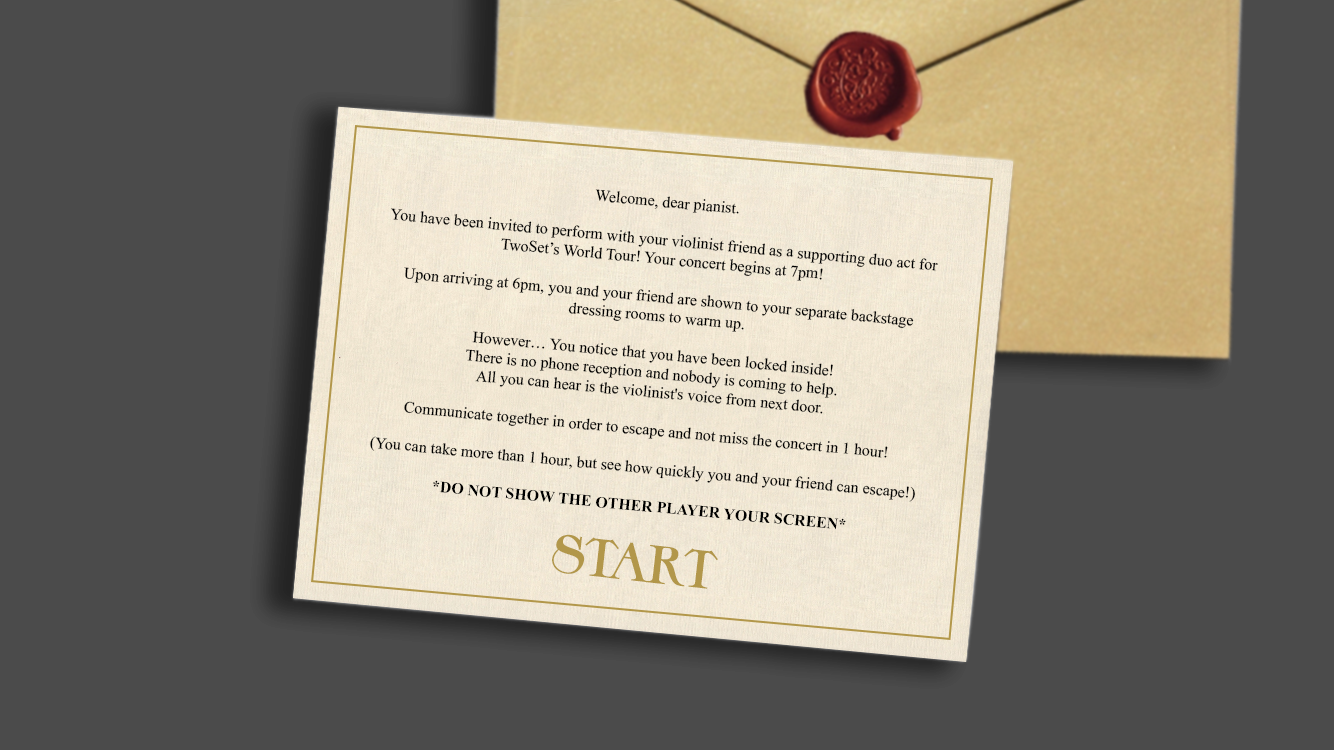 Welcome, dear pianist.
You have been invited to perform with your violinist friend as a supporting duo act for
TwoSet’s World Tour! Your concert begins at 7pm!
Upon arriving at 6pm, you and your friend are shown to your separate backstage
dressing rooms to warm up.
However… You notice that you have been locked inside!
There is no phone reception and nobody is coming to help.
All you can hear is the violinist's voice from next door.
Communicate together in order to escape and not miss the concert in 1 hour!
(You can take more than 1 hour, but see how quickly you and your friend can escape!)
*DO NOT SHOW THE OTHER PLAYER YOUR SCREEN*
START